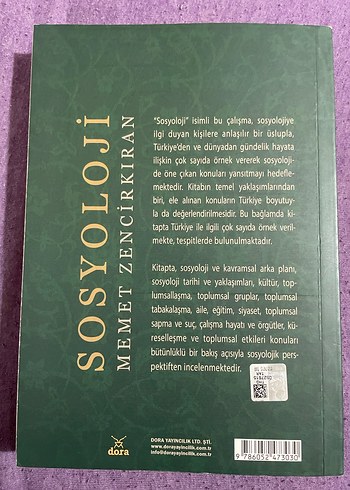 SOSYOLOJİ
MEMET ZENCİRKIRAN
"Sosyoloji" isimli bu çalışma, sosyolojiye
ilgi duyan kişilere anlaşılır bir üslupla,
Türkiye'den ve dünyadan gündelik hayata
ilişkin çok sayıda örnek vererek sosyoloji-
de öne çıkan konuları yansıtmayı hedefle-
mektedir. Kitabın temel yaklaşımlarından
biri, ele alınan konuların Türkiye boyutuy-
la da değerlendirilmesidir. Bu bağlamda ki-
tapta Türkiye ile ilgili çok sayıda örnek veril-
mekte, tespitlerde bulunulmaktadır.
Kitapta, sosyoloji ve kavramsal arka planı,
sosyoloji tarihi ve yaklaşımları, kültür, top-
lumsallaşma, toplumsal gruplar, toplumsal
tabakalaşma, aile, eğitim, siyaset, toplumsal
sapma ve suç, çalışma hayatı ve örgütler, kü-
reselleşme ve toplumsal etkileri konuları
bütünlüklü bir bakış açısıyla sosyolojik pers-
pektiften incelenmektedir.
dora
DORA YAYINCILIK LTD. ŞTİ.
www.dorayayincilik.com.tr
info@dorayayincilik.com.tr
9 786052 473030